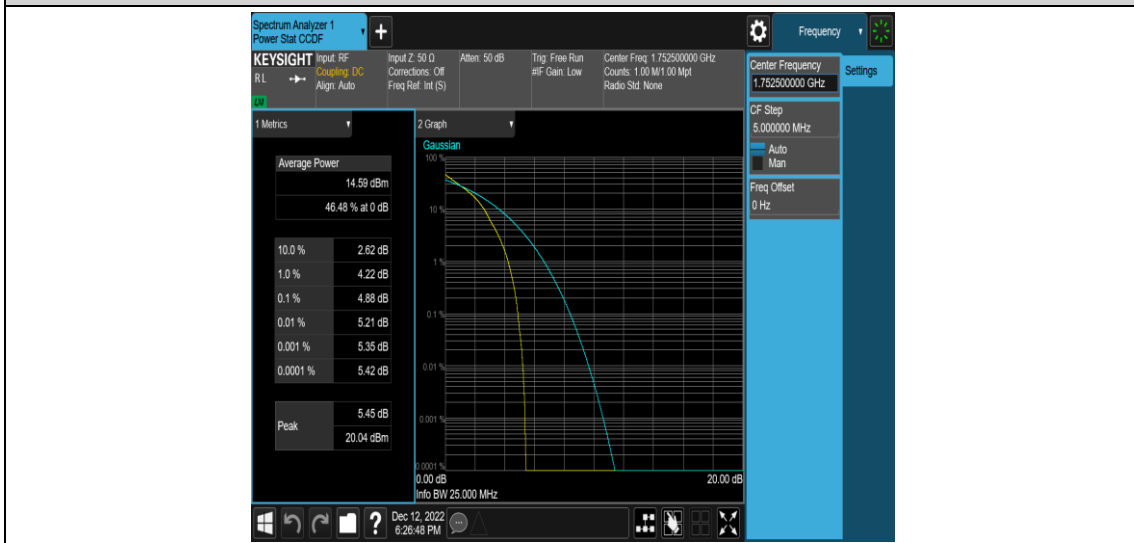 Spectrum Analyzer 1
Power Stat CCDF
+
Frequency
KEYSIGHT
RL
Input: RF
Coupling: DC
Align: Auto
Input Z: 50 Ω
Corrections: Off
Freq Ref: Int (S)
Atten: 50 dB
Trig: Free Run
#IF Gain: Low
Center Freq: 1.752500000 GHz
Counts: 1.00 M/1.00 Mpt
Radio Std: None
Center Frequency
1.752500000 GHz
Settings
CF Step
5.000000 MHz
Auto
Man
Freq Offset
0 Hz
1 Metrics
Average Power
14.59 dBm
46.48 % at 0 dB
10.0 % 2.62 dB
1.0 % 4.22 dB
0.1 % 4.88 dB
0.01 % 5.21 dB
0.001 % 5.35 dB
0.0001 % 5.42 dB
Peak 5.45 dB
20.04 dBm
2 Graph
Gaussian
100 %
10 %
1 %
0.1 %
0.01 %
0.001 %
0.0001 %
0.00 dB 20.00 dB
Info BW 25.000 MHz
?
Dec 12, 2022
6:26:48 PM